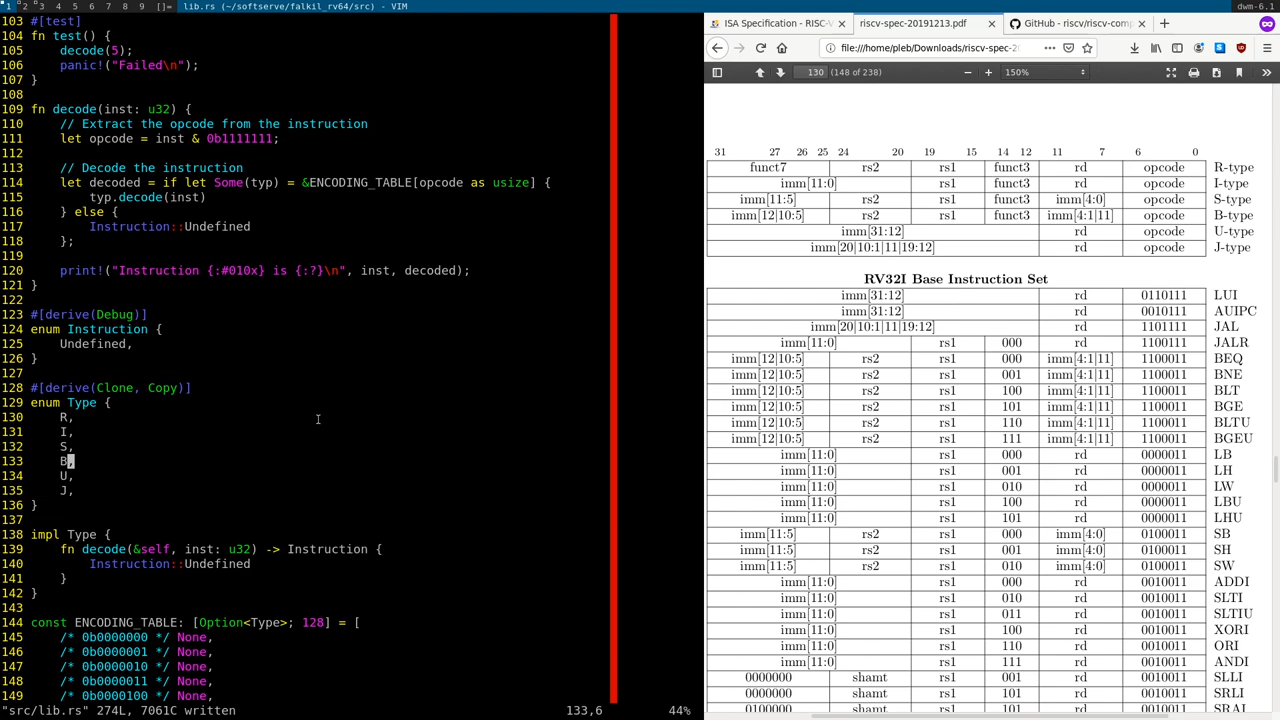 1 2 3 4 5 6 7 8 9 []= lib.rs (~/softserve/falkil_rv64/src) - VIM
dwm-6.1
103 #[test]
104 fn test() {
105     decode(5);
106     panic!("Failed\n");
107 }
108
109 fn decode(inst: u32) {
110     // Extract the opcode from the instruction
111     let opcode = inst & 0b1111111;
112
113     // Decode the instruction
114     let decoded = if let Some(typ) = &ENCODING_TABLE[opcode as usize] {
115         typ.decode(inst)
116     } else {
117         Instruction::Undefined
118     };
119
120     print!("Instruction {:#010x} is {:?}\n", inst, decoded);
121 }
122
123 #[derive(Debug)]
124 enum Instruction {
125     Undefined,
126 }
127
128 #[derive(Clone, Copy)]
129 enum Type {
130     R,
131     I,
132     S,
133     B,
134     U,
135     J,
136 }
137
138 impl Type {
139     fn decode(&self, inst: u32) -> Instruction {
140         Instruction::Undefined
141     }
142 }
143
144 const ENCODING_TABLE: [Option<Type>; 128] = [
145     /* 0b0000000 */ None,
146     /* 0b0000001 */ None,
147     /* 0b0000010 */ None,
148     /* 0b0000011 */ None,
149     /* 0b0000100 */ None,
"src/lib.rs" 274L, 7061C written 133,6 44%
ISA Specification - RISC-V riscv-spec-20191213.pdf GitHub - riscv/riscv-com
file:///home/pleb/Downloads/riscv-spec-2
130 (148 of 238) 150%
31 27 26 25 24 20 19 15 14 12 11 7 6 0
funct7 rs2 rs1 funct3 rd opcode R-type
imm[11:0] rs1 funct3 rd opcode I-type
imm[11:5] rs2 rs1 funct3 imm[4:0] opcode S-type
imm[12|10:5] rs2 rs1 funct3 imm[4:1|11] opcode B-type
imm[31:12] rd opcode U-type
imm[20|10:1|11|19:12] rd opcode J-type
RV32I Base Instruction Set
imm[31:12] rd 0110111 LUI
imm[31:12] rd 0010111 AUIPC
imm[20|10:1|11|19:12] rd 1101111 JAL
imm[11:0] rs1 000 rd 1100111 JALR
imm[12|10:5] rs2 rs1 000 imm[4:1|11] 1100011 BEQ
imm[12|10:5] rs2 rs1 001 imm[4:1|11] 1100011 BNE
imm[12|10:5] rs2 rs1 100 imm[4:1|11] 1100011 BLT
imm[12|10:5] rs2 rs1 101 imm[4:1|11] 1100011 BGE
imm[12|10:5] rs2 rs1 110 imm[4:1|11] 1100011 BLTU
imm[12|10:5] rs2 rs1 111 imm[4:1|11] 1100011 BGEU
imm[11:0] rs1 000 rd 0000011 LB
imm[11:0] rs1 001 rd 0000011 LH
imm[11:0] rs1 010 rd 0000011 LW
imm[11:0] rs1 100 rd 0000011 LBU
imm[11:0] rs1 101 rd 0000011 LHU
imm[11:5] rs2 rs1 000 imm[4:0] 0100011 SB
imm[11:5] rs2 rs1 001 imm[4:0] 0100011 SH
imm[11:5] rs2 rs1 010 imm[4:0] 0100011 SW
imm[11:0] rs1 000 rd 0010011 ADDI
imm[11:0] rs1 010 rd 0010011 SLTI
imm[11:0] rs1 011 rd 0010011 SLTIU
imm[11:0] rs1 100 rd 0010011 XORI
imm[11:0] rs1 110 rd 0010011 ORI
imm[11:0] rs1 111 rd 0010011 ANDI
0000000 shamt rs1 001 rd 0010011 SLLI
0000000 shamt rs1 101 rd 0010011 SRLI
0100000 shamt rs1 101 rd 0010011 SRAI